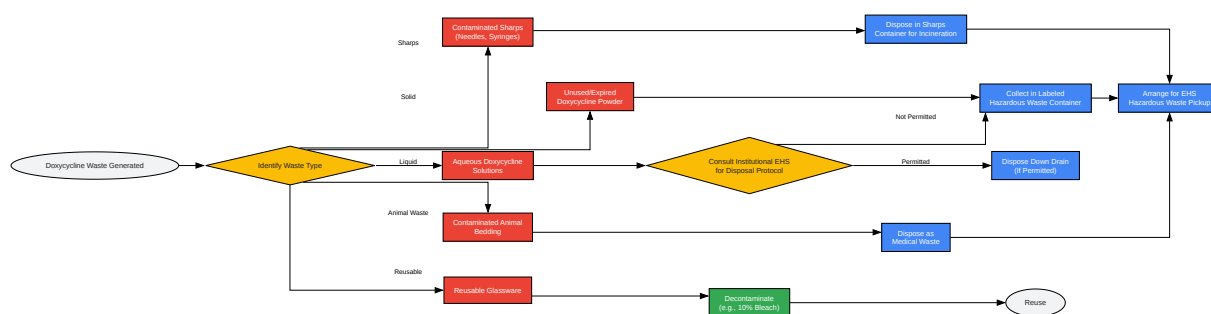 Contaminated Sharps
(Needles, Syringes)
Dispose in Sharps
Container for Incineration
Sharps
Unused/Expired
Doxycycline Powder
Collect in Labeled
Hazardous Waste Container
Arrange for EHS
Hazardous Waste Pickup
Solid
Not Permitted
Doxycycline Waste Generated
Identify Waste Type
Liquid
Aqueous Doxycycline
Solutions
Consult Institutional EHS
for Disposal Protocol
Permitted
Dispose Down Drain
(If Permitted)
Animal Waste
Contaminated Animal
Bedding
Dispose as
Medical Waste
Reusable
Reusable Glassware
Decontaminate
(e.g., 10% Bleach)
Reuse